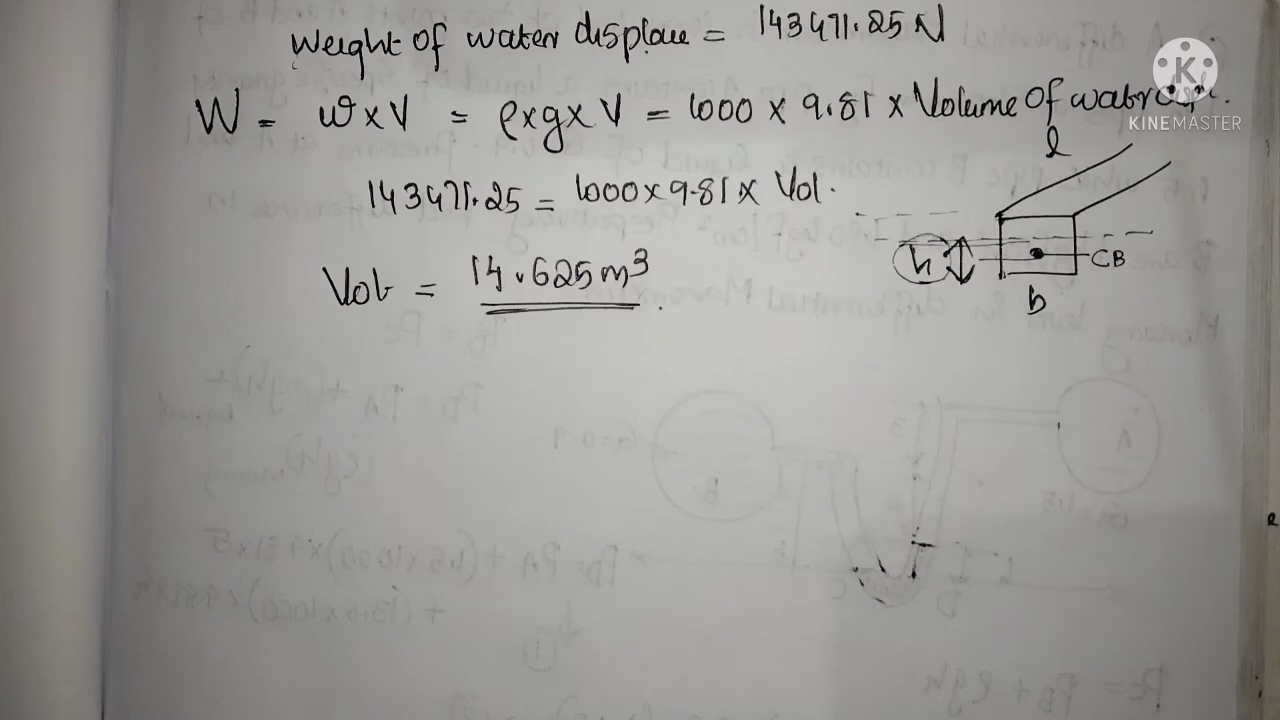 Weight of water displace = 143471.25 N
W = w x V = ρxgxV = 1000 x 9.81 x Volume of water
K
KINEMASTER
l
143471.25 = 1000 x 9.81 x Vol.
h
CB
Vol = 14.625 m³
b